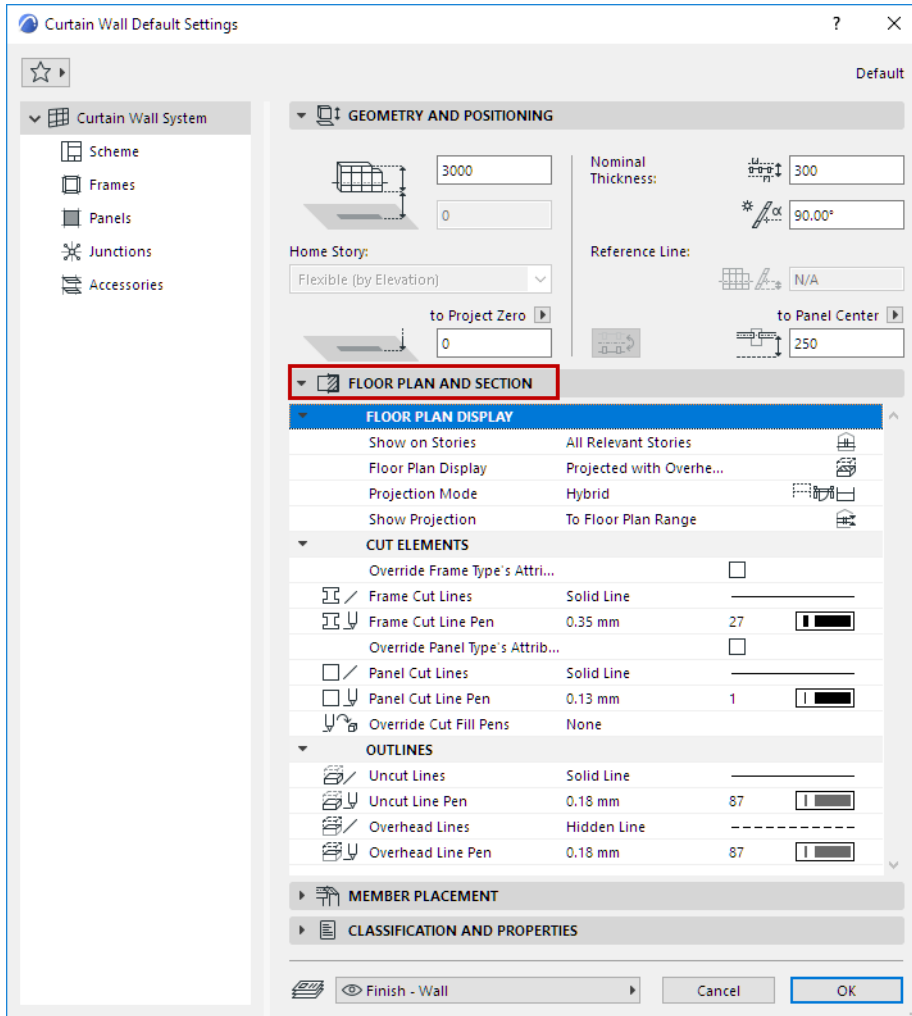 Curtain Wall Default Settings
?
Default
Curtain Wall System
Scheme
Frames
Panels
Junctions
Accessories
GEOMETRY AND POSITIONING
3000
0
Nominal
Thickness:
300
α
90.00°
Home Story:
Flexible (by Elevation)
Reference Line:
N/A
to Project Zero
0
to Panel Center
250
FLOOR PLAN AND SECTION
FLOOR PLAN DISPLAY
Show on Stories All Relevant Stories
Floor Plan Display Projected with Overhe...
Projection Mode Hybrid
Show Projection To Floor Plan Range
CUT ELEMENTS
Override Frame Type's Attri...
Frame Cut Lines Solid Line
Frame Cut Line Pen 0.35 mm 27
Override Panel Type's Attrib...
Panel Cut Lines Solid Line
Panel Cut Line Pen 0.13 mm 1
Override Cut Fill Pens None
OUTLINES
Uncut Lines Solid Line
Uncut Line Pen 0.18 mm 87
Overhead Lines Hidden Line
Overhead Line Pen 0.18 mm 87
MEMBER PLACEMENT
CLASSIFICATION AND PROPERTIES
Finish - Wall
Cancel
OK